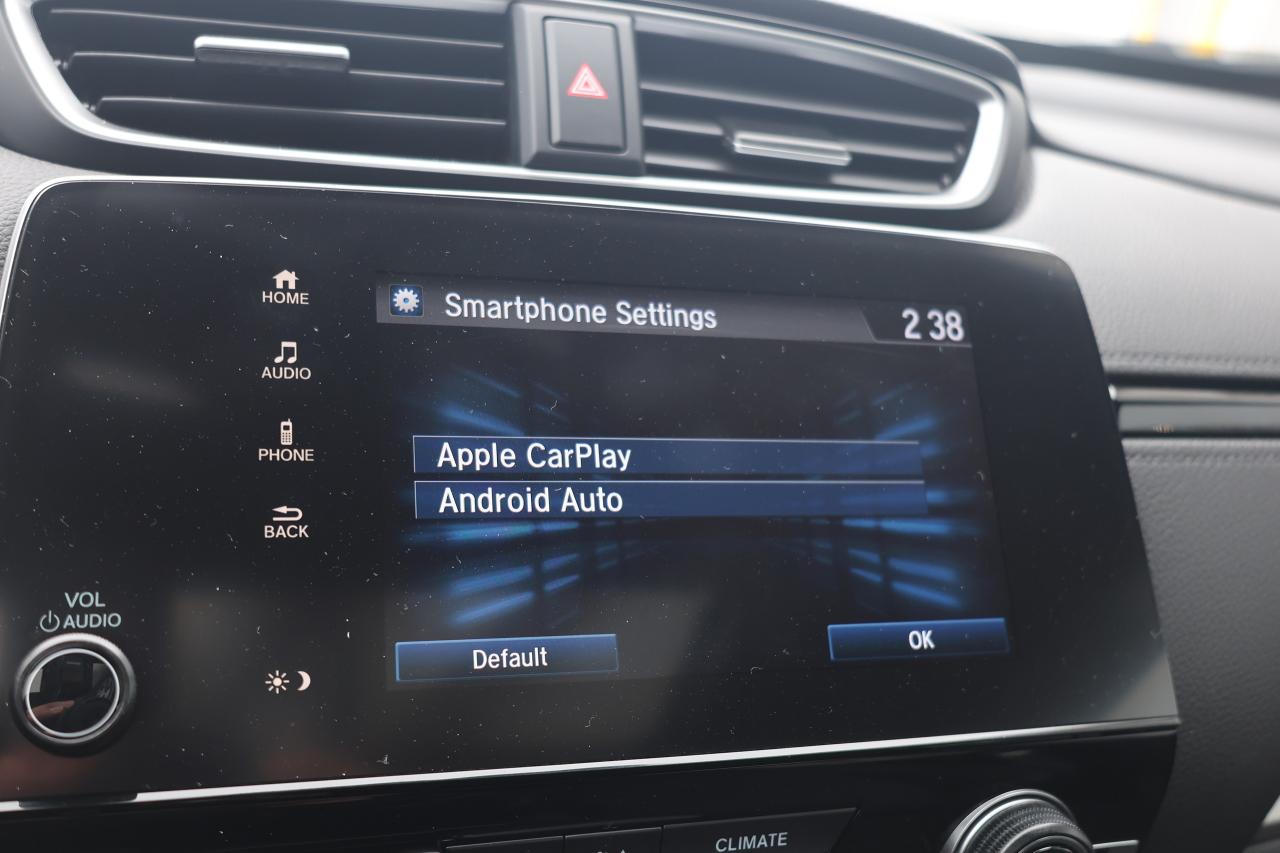 HOME
AUDIO
PHONE
BACK
VOL
AUDIO
Smartphone Settings
2 38
Apple CarPlay
Android Auto
Default
OK
CLIMATE